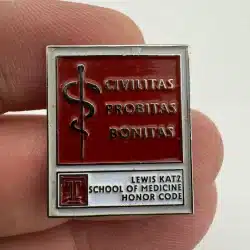 CIVILITAS
PROBITAS
BONITAS
T
LEWIS KATZ
SCHOOL OF MEDICINE
HONOR CODE